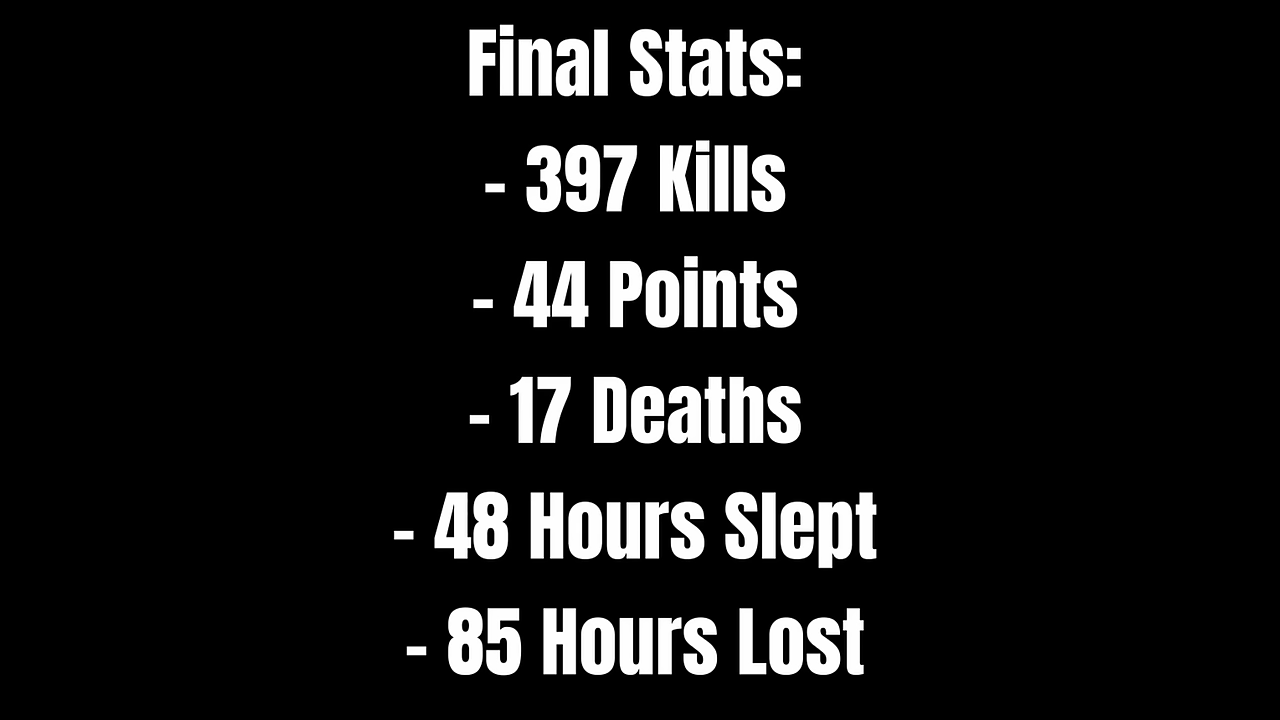 Final Stats:
- 397 Kills
- 44 Points
- 17 Deaths
- 48 Hours Slept
- 85 Hours Lost